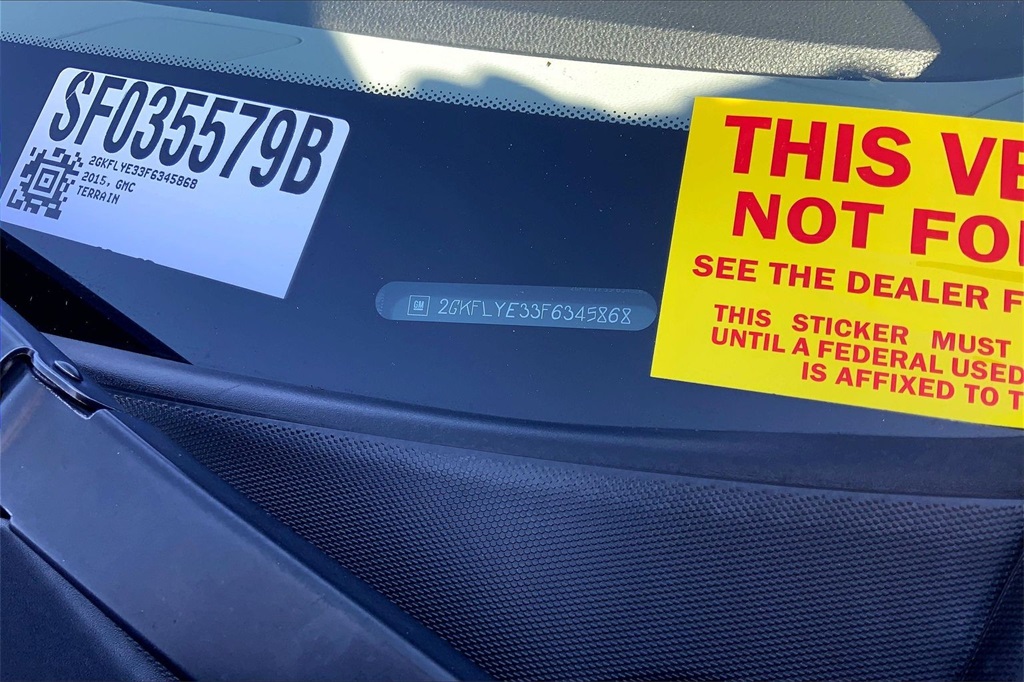 SF035579B
2GKFLYE33F6345868
2015, GMC
TERRAIN
GM 2GKFLYE33F6345868
THIS VE
NOT FO
SEE THE DEALER F
THIS STICKER MUST
UNTIL A FEDERAL USED
IS AFFIXED TO T